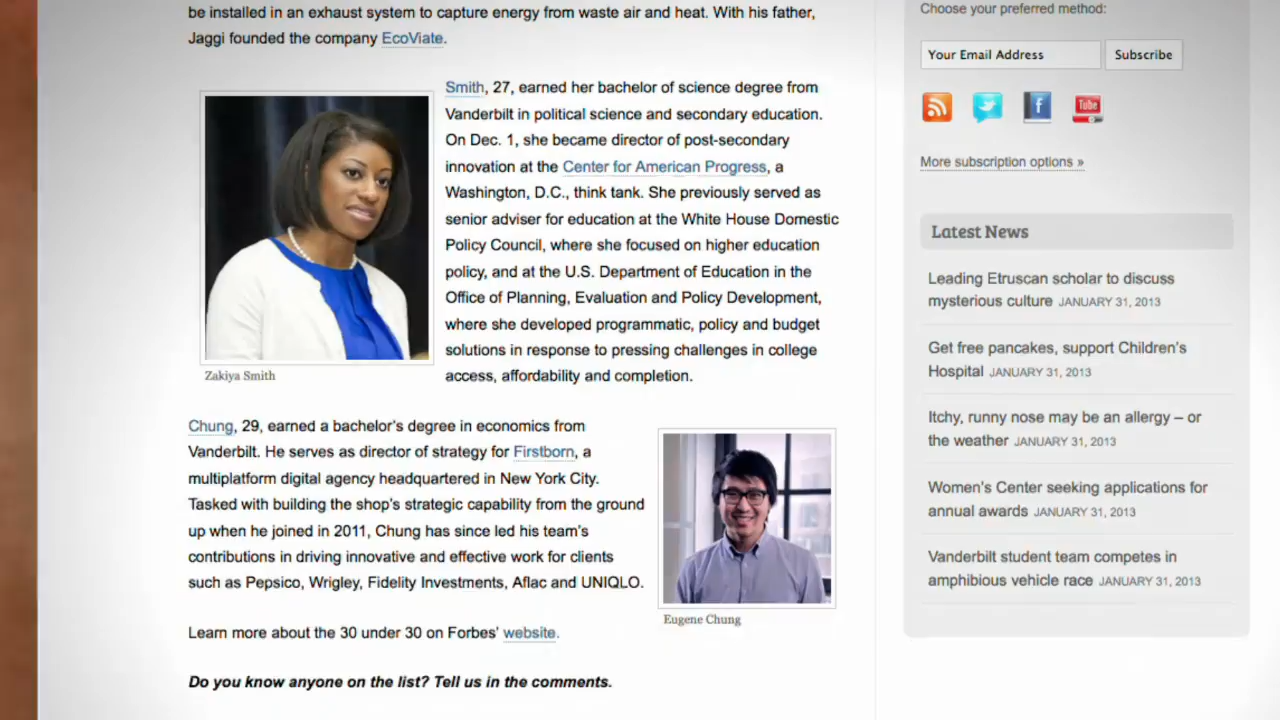 be installed in an exhaust system to capture energy from waste air and heat. With his father,
Jaggi founded the company EcoViate.
Smith, 27, earned her bachelor of science degree from
Vanderbilt in political science and secondary education.
On Dec. 1, she became director of post-secondary
innovation at the Center for American Progress, a
Washington, D.C., think tank. She previously served as
senior adviser for education at the White House Domestic
Policy Council, where she focused on higher education
policy, and at the U.S. Department of Education in the
Office of Planning, Evaluation and Policy Development,
where she developed programmatic, policy and budget
solutions in response to pressing challenges in college
access, affordability and completion.
Zakiya Smith
Chung, 29, earned a bachelor's degree in economics from
Vanderbilt. He serves as director of strategy for Firstborn, a
multiplatform digital agency headquartered in New York City.
Tasked with building the shop's strategic capability from the ground
up when he joined in 2011, Chung has since led his team's
contributions in driving innovative and effective work for clients
such as Pepsico, Wrigley, Fidelity Investments, Aflac and UNIQLO.
Eugene Chung
Learn more about the 30 under 30 on Forbes' website.
Do you know anyone on the list? Tell us in the comments.
Choose your preferred method:
Your Email Address Subscribe
f Tube
More subscription options »
Latest News
Leading Etruscan scholar to discuss
mysterious culture JANUARY 31, 2013
Get free pancakes, support Children's
Hospital JANUARY 31, 2013
Itchy, runny nose may be an allergy – or
the weather JANUARY 31, 2013
Women's Center seeking applications for
annual awards JANUARY 31, 2013
Vanderbilt student team competes in
amphibious vehicle race JANUARY 31, 2013